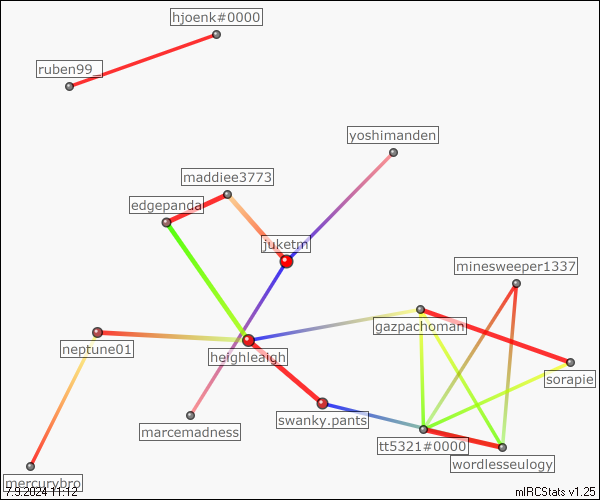 hjoenk#0000
ruben99_
yoshimanden
maddiee3773
edgepanda
juketm
minesweeper1337
gazpachoman
neptune01
heighleaigh
sorapie
swanky.pants
marcemadness
tt5321#0000
wordlesseulogy
mercurybro
7.9.2024 11:12
mIRCStats v1.25